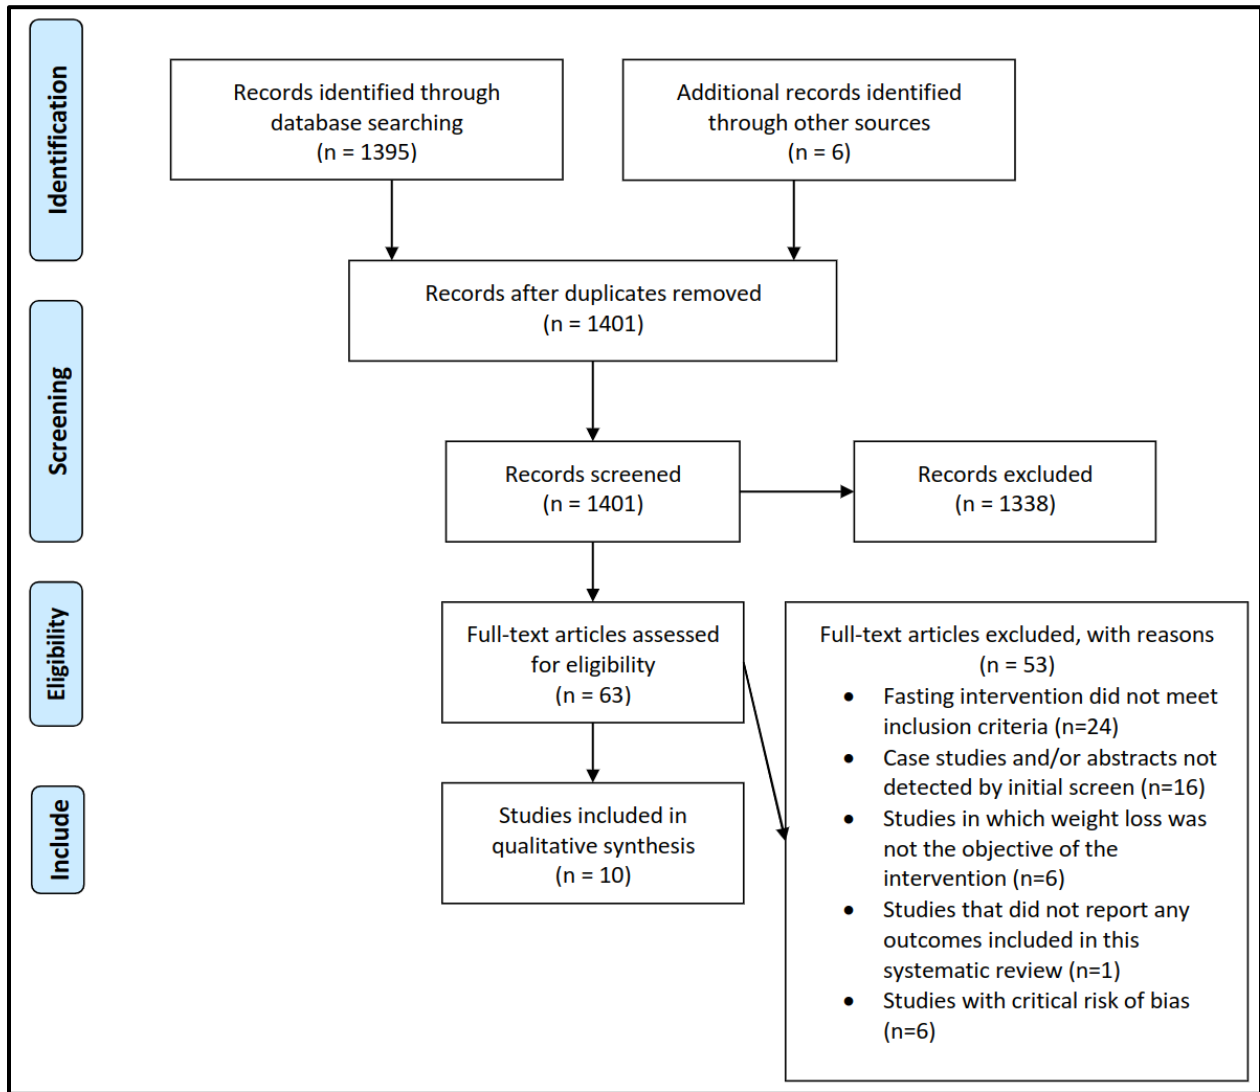 Identification
Records identified through
database searching
(n = 1395)
Additional records identified
through other sources
(n = 6)
Records after duplicates removed
(n = 1401)
Screening
Records screened
(n = 1401)
Records excluded
(n = 1338)
Eligibility
Full-text articles assessed
for eligibility
(n = 63)
Full-text articles excluded, with reasons
(n = 53)
• Fasting intervention did not meet
inclusion criteria (n=24)
• Case studies and/or abstracts not
detected by initial screen (n=16)
• Studies in which weight loss was
not the objective of the
intervention (n=6)
• Studies that did not report any
outcomes included in this
systematic review (n=1)
• Studies with critical risk of bias
(n=6)
Include
Studies included in
qualitative synthesis
(n = 10)